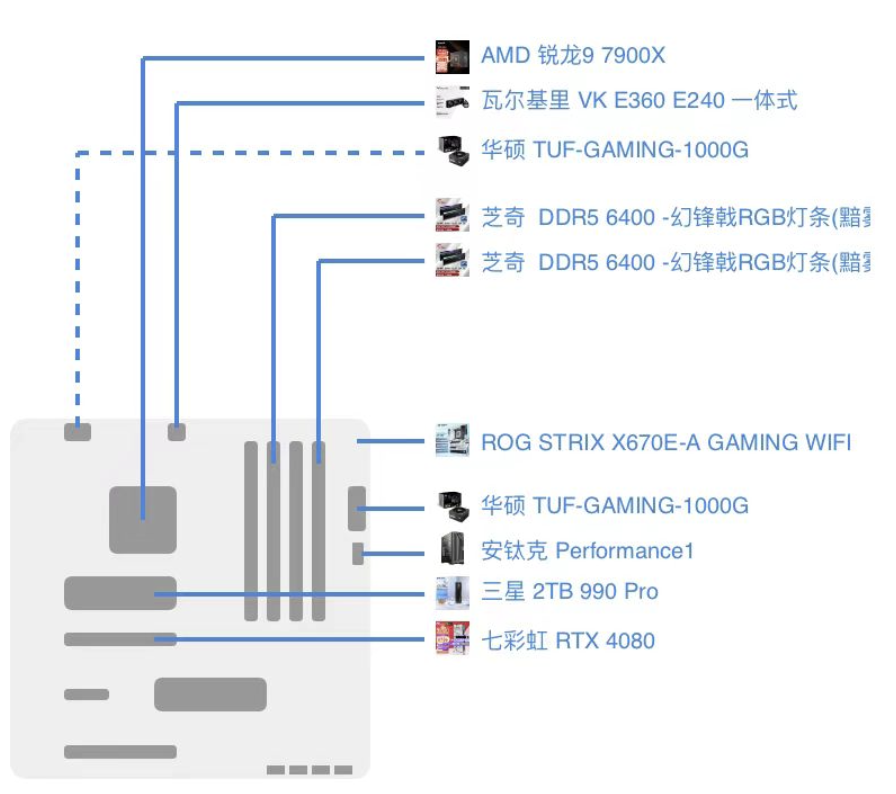 AMD 锐龙9 7900X
瓦尔基里 VK E360 E240 一体式
华硕 TUF-GAMING-1000G
芝奇 DDR5 6400 -幻锋戟RGB灯条(黯
芝奇 DDR5 6400 -幻锋戟RGB灯条(黯
ROG STRIX X670E-A GAMING WIFI
华硕 TUF-GAMING-1000G
安钛克 Performance1
三星 2TB 990 Pro
七彩虹 RTX 4080